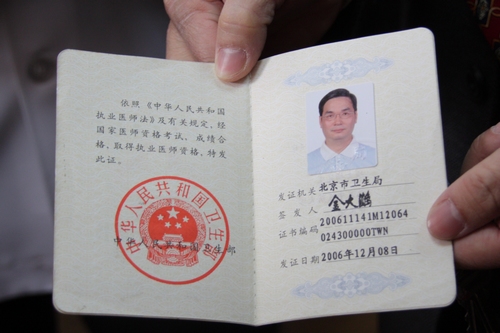 依照《中华人民共和国
执业医师法》及有关规定，经
国家医师资格考试，成绩合
格，取得执业医师资格，特发
此证。
中华人民共和国卫生部
中华人民共和国卫生部
发证机关 北京市卫生局
签 发 人 金大鹏
200611141M12064
证书编码 024300000TWN
发证日期 2006年12月08日